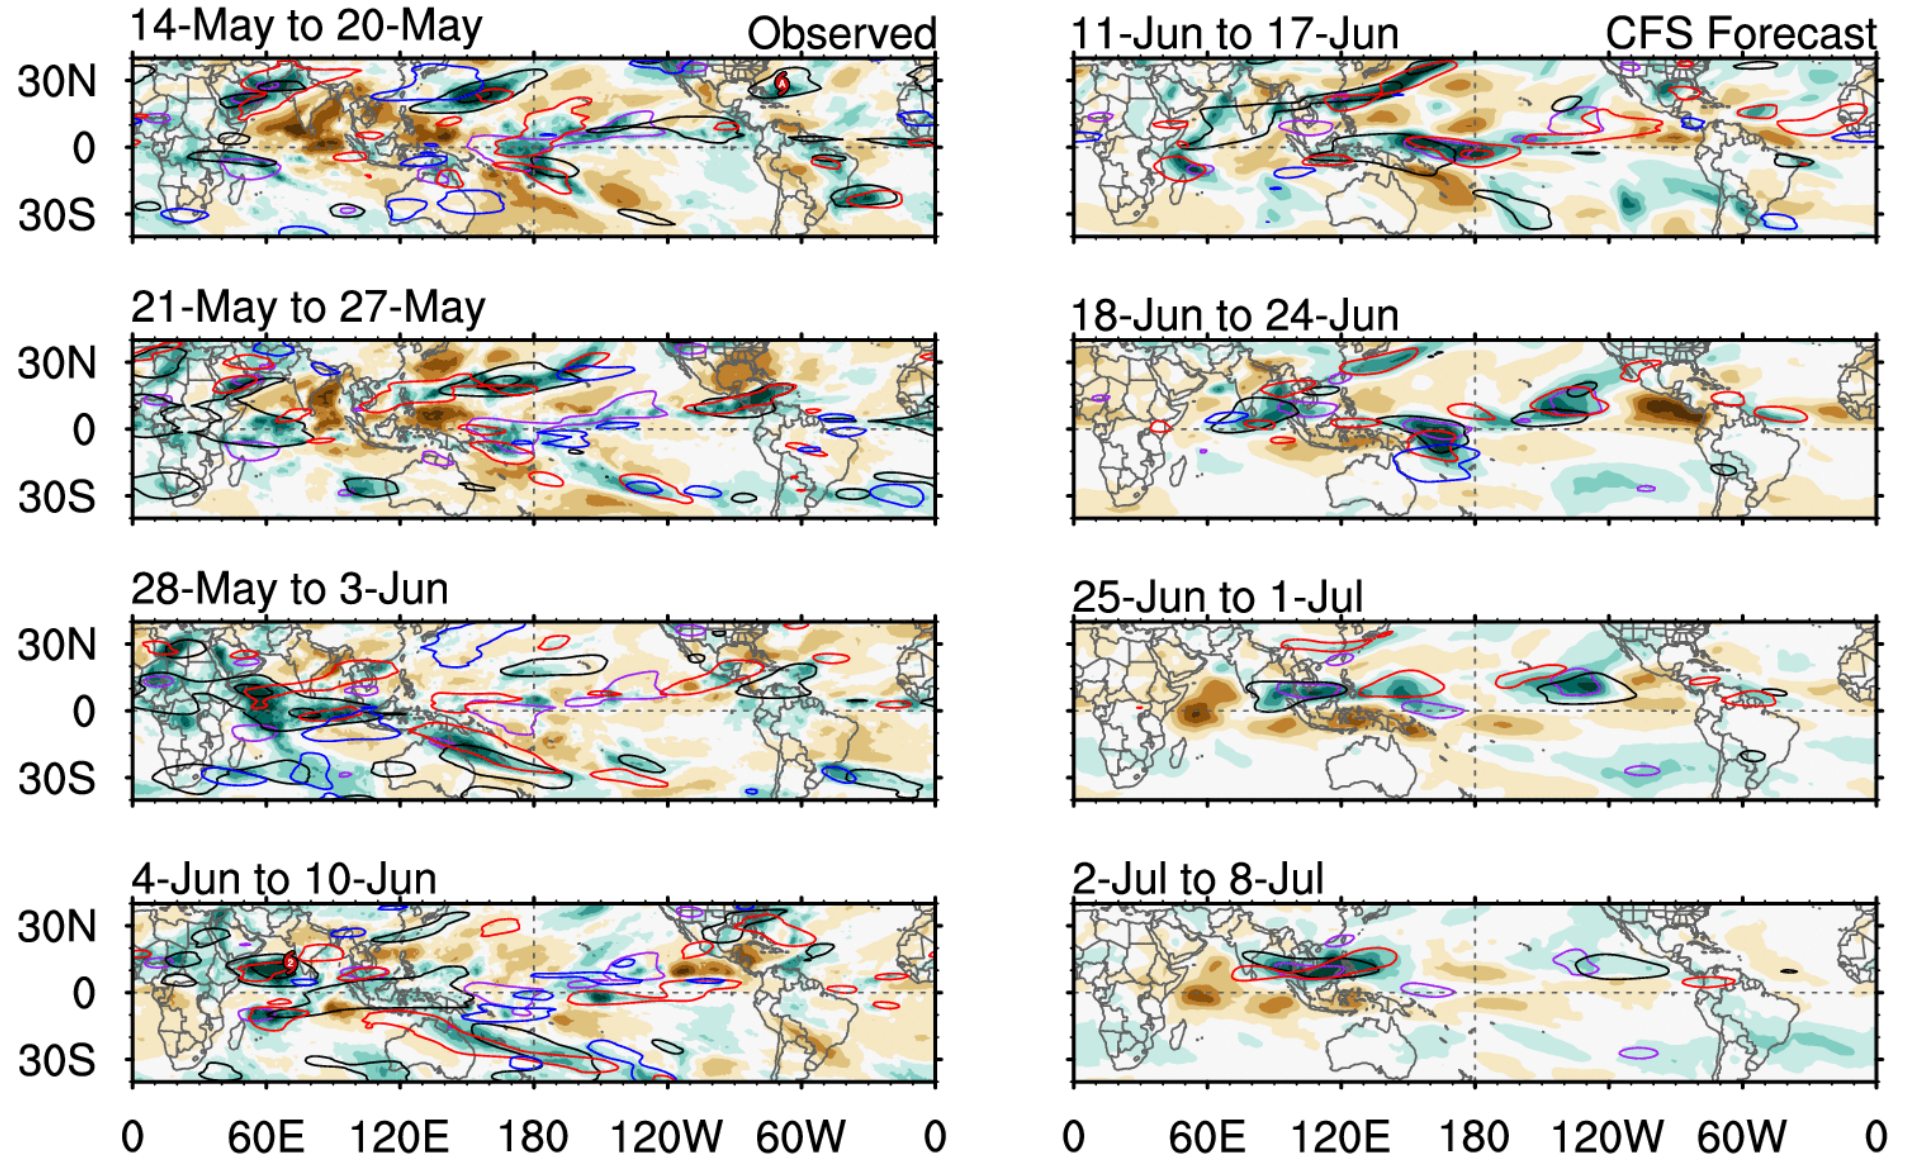 14-May to 20-May Observed
30N
0
30S
21-May to 27-May
30N
0
30S
28-May to 3-Jun
30N
0
30S
4-Jun to 10-Jun
30N
0
30S
0 60E 120E 180 120W 60W 0
11-Jun to 17-Jun CFS Forecast
18-Jun to 24-Jun
25-Jun to 1-Jul
2-Jul to 8-Jul
0 60E 120E 180 120W 60W 0